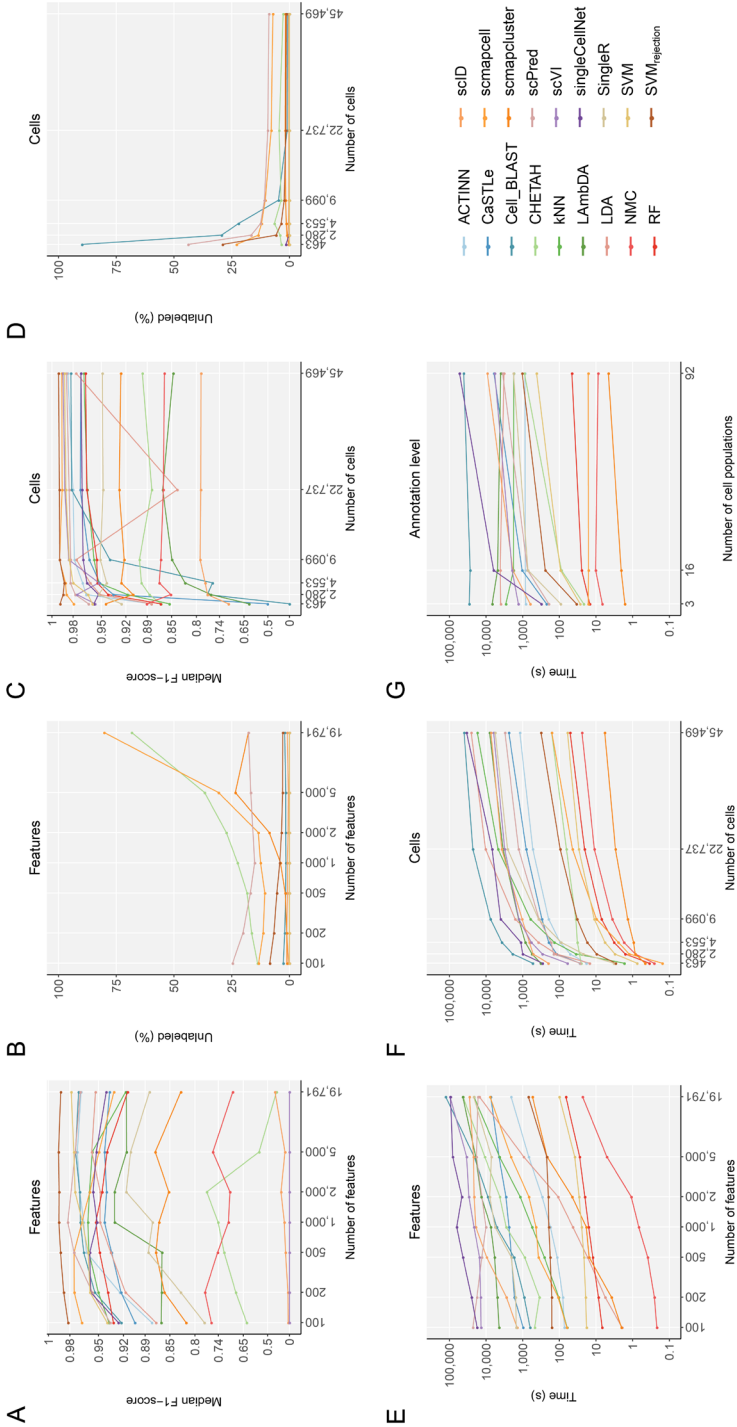 A
Features
Median F1-score
1
0.98
0.95
0.92
0.89
0.85
0.74
0.65
0.5
0
100
200
500
1,000
2,000
5,000
19,791
Number of features
B
Features
Unlabeled (%)
100
75
50
25
0
100
200
500
1,000
2,000
5,000
19,791
Number of features
C
Cells
Median F1-score
1
0.98
0.95
0.92
0.89
0.85
0.74
0.65
0.5
0
463
2,280
4,553
9,099
22,737
45,469
Number of cells
D
Cells
Unlabeled (%)
100
75
50
25
0
463
2,280
4,553
9,099
22,737
45,469
Number of cells
E
Features
Time (s)
100,000
10,000
1,000
100
10
1
0.1
100
200
500
1,000
2,000
5,000
19,791
Number of features
F
Cells
Time (s)
100,000
10,000
1,000
100
10
1
0.1
463
2,280
4,553
9,099
22,737
45,469
Number of cells
G
Annotation level
Time (s)
100,000
10,000
1,000
100
10
1
0.1
3
16
92
Number of cell populations
ACTINN
CaSTLe
Cell_BLAST
CHETAH
kNN
LAmbDA
LDA
NMC
RF
scID
scmapcell
scmapcluster
scPred
scVI
singleCellNet
SingleR
SVM
SVMrejection